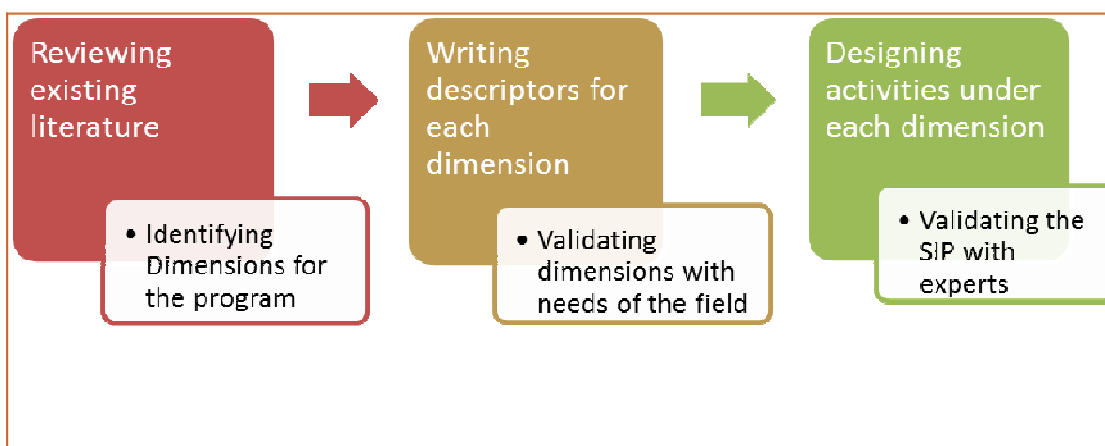 Reviewing
existing
literature
• Identifying
Dimensions for
the program
Writing
descriptors for
each
dimension
• Validating
dimensions with
needs of the field
Designing
activities under
each dimension
• Validating the
SIP with
experts